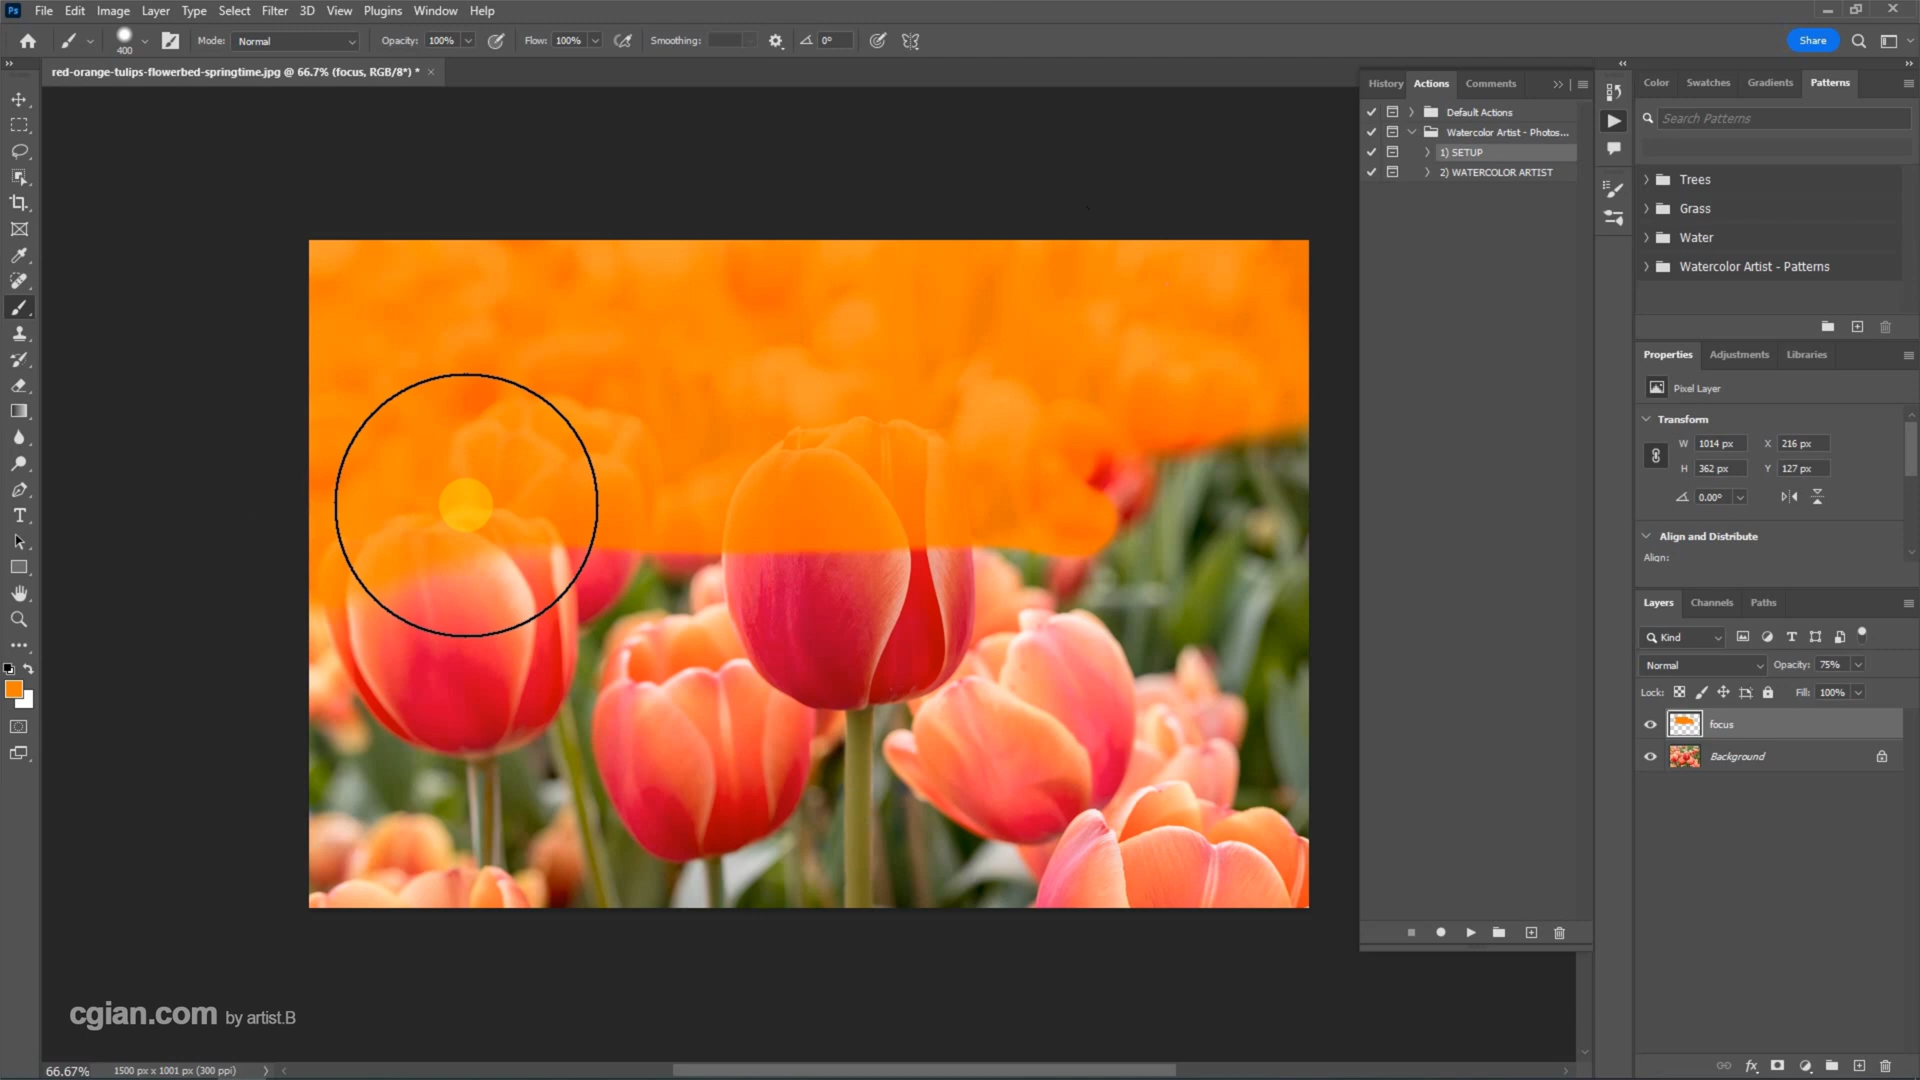 Ps File Edit Image Layer Type Select Filter 3D View Plugins Window Help
400 Mode: Normal Opacity: 100% Flow: 100% Smoothing: 0° Share
red-orange-tulips-flowerbed-springtime.jpg @ 66.7% (focus, RGB/8*) *
History Actions Comments
Default Actions
Watercolor Artist - Photos...
1) SETUP
2) WATERCOLOR ARTIST
Color Swatches Gradients Patterns
Search Patterns
Trees
Grass
Water
Watercolor Artist - Patterns
Properties Adjustments Libraries
Pixel Layer
Transform
W 1014 px X 216 px
H 362 px Y 127 px
0.00°
Align and Distribute
Align:
Layers Channels Paths
Kind
Normal Opacity: 75%
Lock: Fill: 100%
focus
Background
cgian.com by artist.B
66.67% 1500 px x 1001 px (300 ppi)